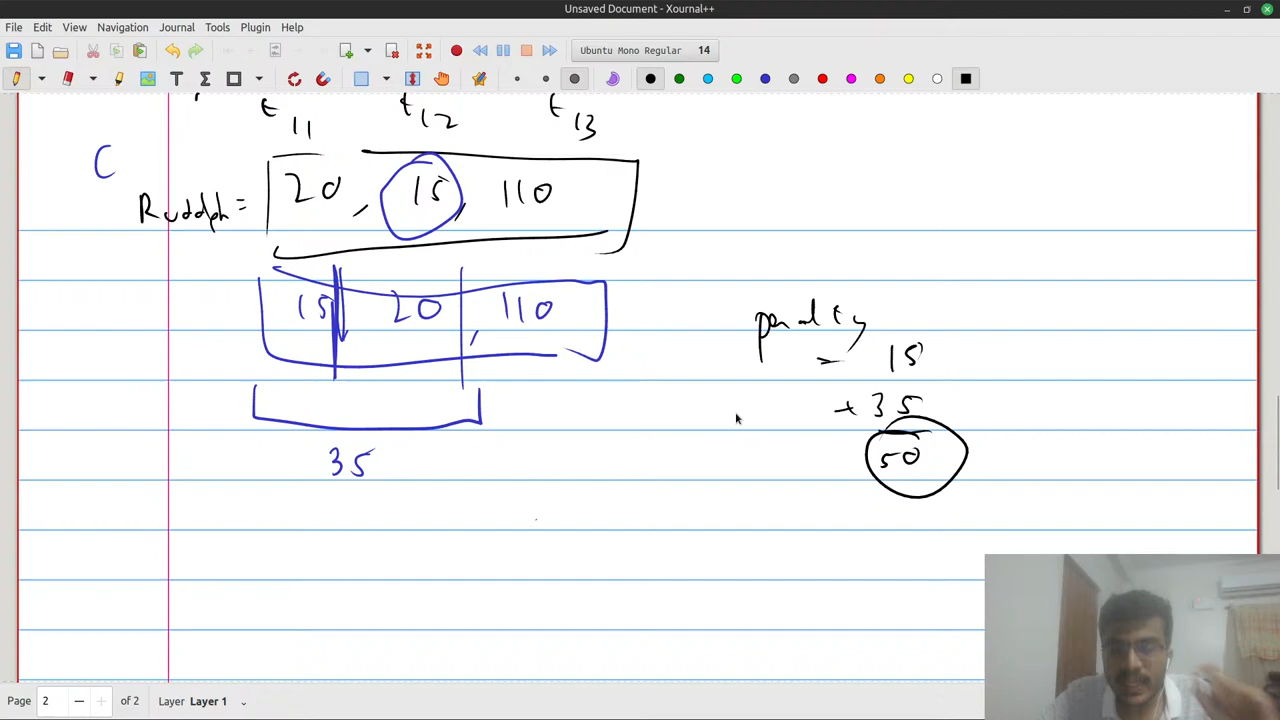 Unsaved Document - Xournal++
File Edit View Navigation Journal Tools Plugin Help
Ubuntu Mono Regular 14
t11 t12 t13
C
Rudolph = 20, 15, 110
15 20, 110
35
penalty
= 15
+ 35
50
Page 2 of 2 Layer Layer 1